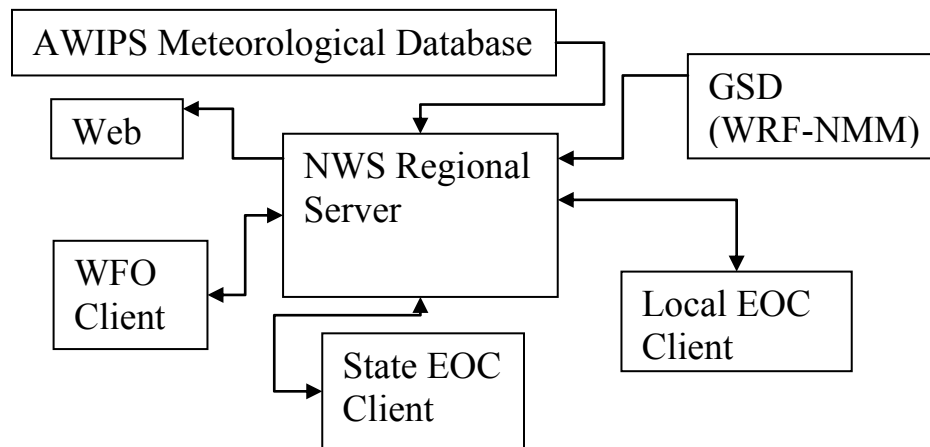 AWIPS Meteorological Database
GSD
(WRF-NMM)
Web
NWS Regional
Server
WFO
Client
Local EOC
Client
State EOC
Client